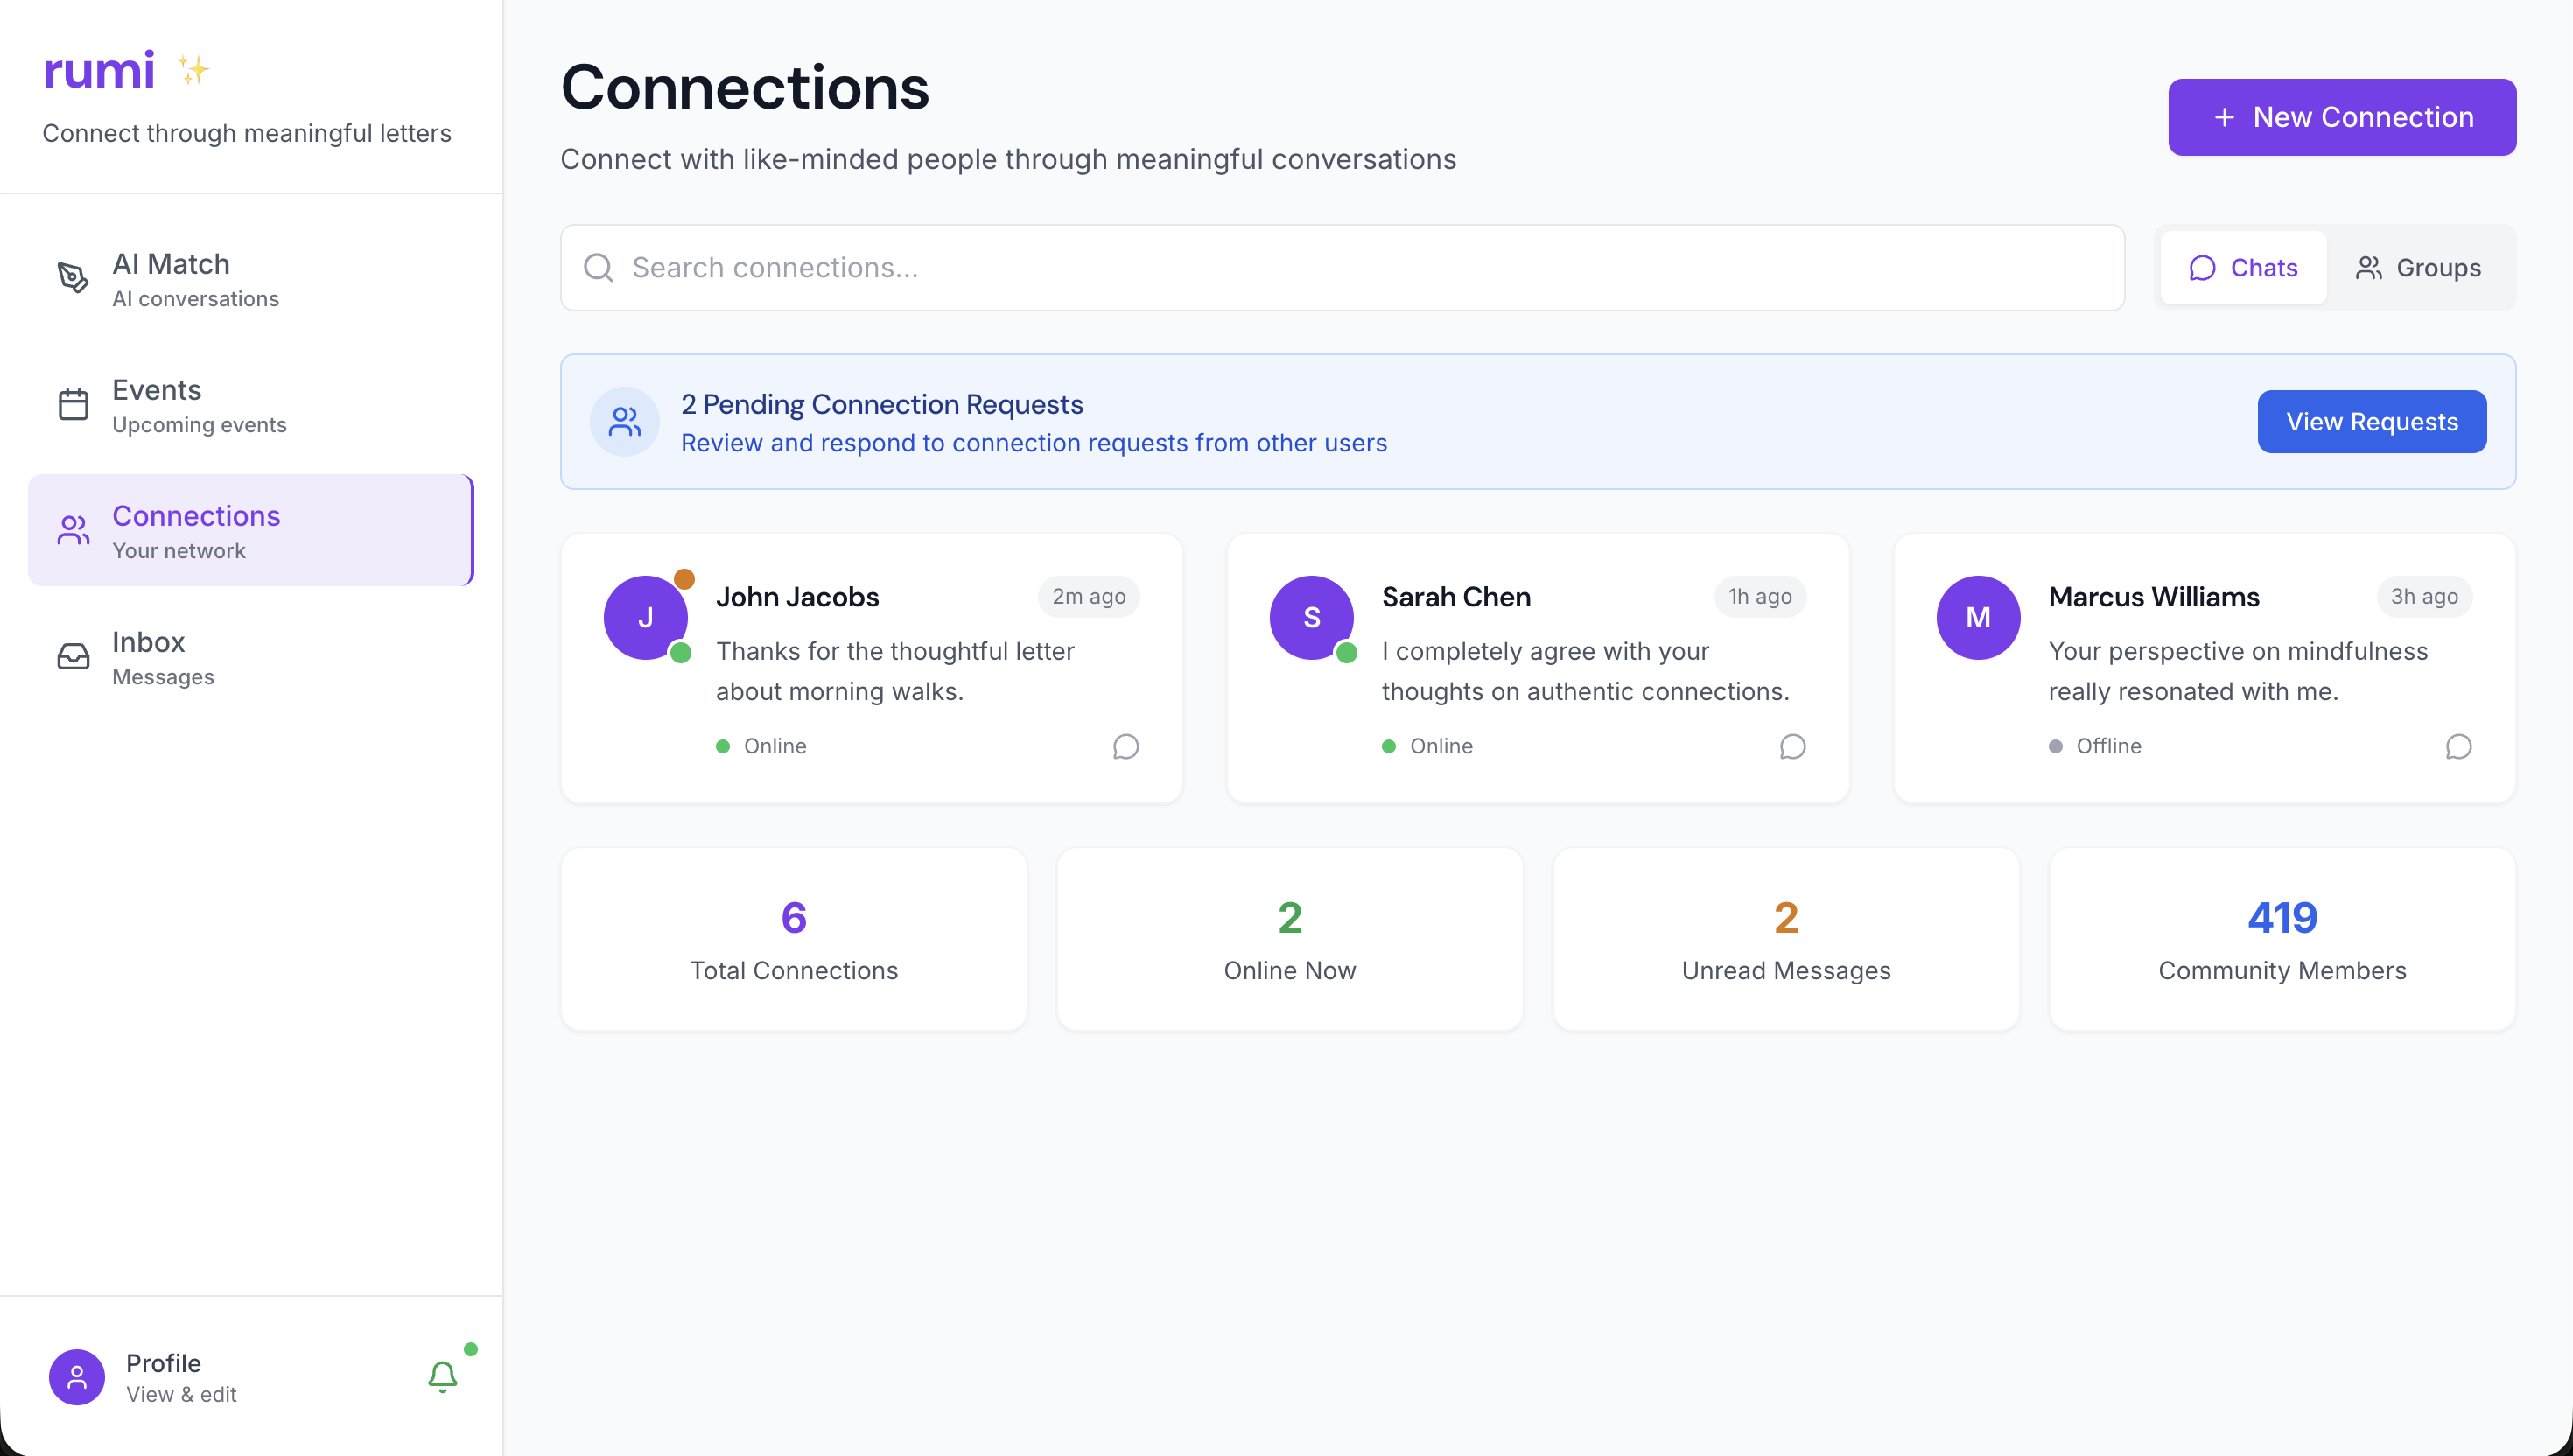 rumi ✨
Connect through meaningful letters
AI Match
AI conversations
Events
Upcoming events
Connections
Your network
Inbox
Messages
Profile
View & edit
Connections
Connect with like-minded people through meaningful conversations
+ New Connection
Search connections...
Chats
Groups
2 Pending Connection Requests
Review and respond to connection requests from other users
View Requests
J
John Jacobs
2m ago
Thanks for the thoughtful letter
about morning walks.
Online
S
Sarah Chen
1h ago
I completely agree with your
thoughts on authentic connections.
Online
M
Marcus Williams
3h ago
Your perspective on mindfulness
really resonated with me.
Offline
6
Total Connections
2
Online Now
2
Unread Messages
419
Community Members